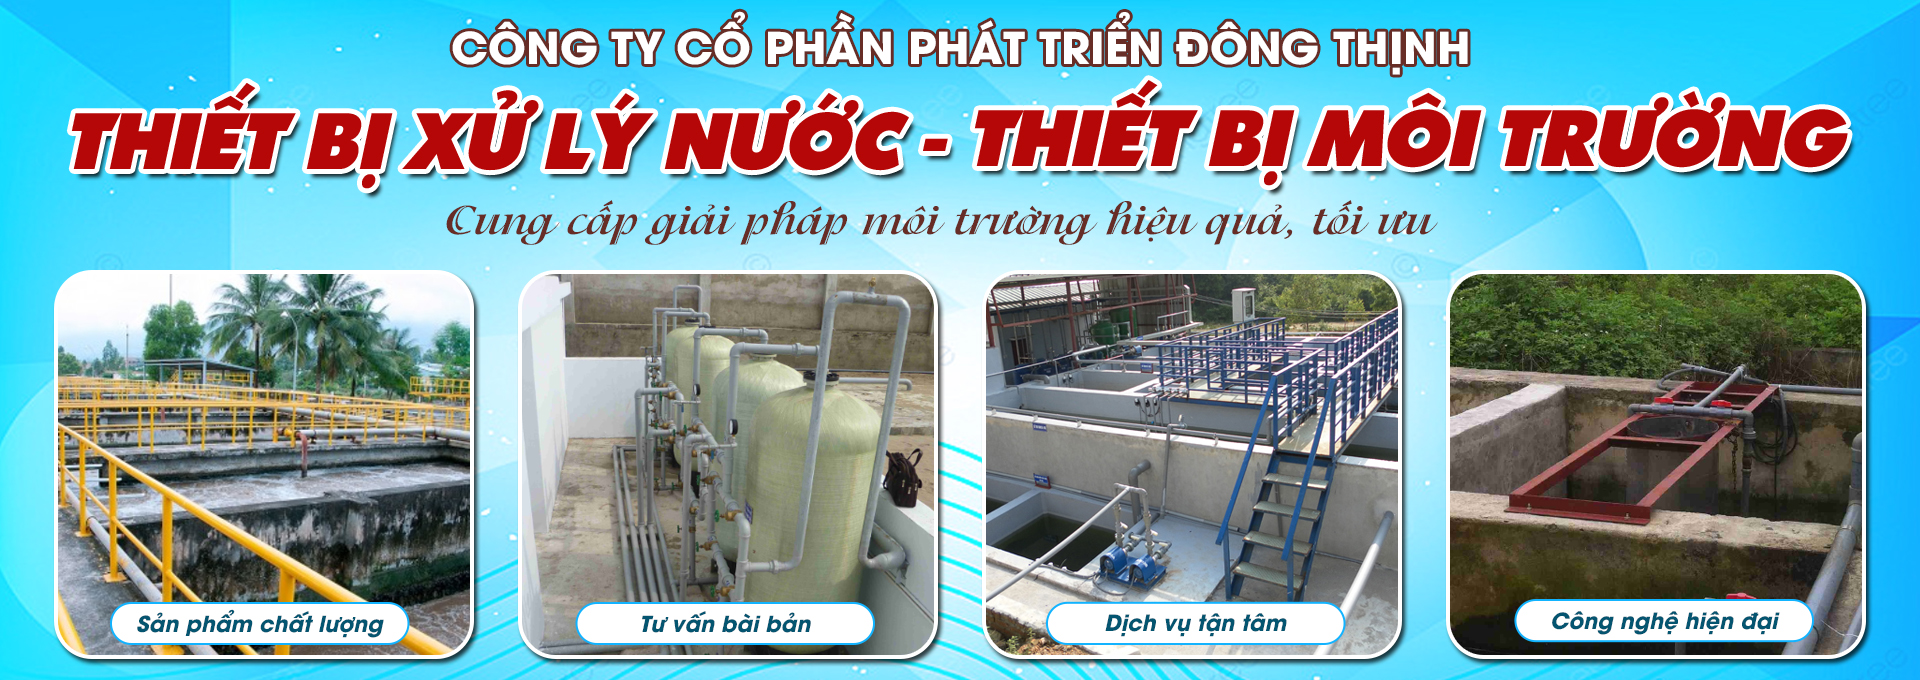 CÔNG TY CỔ PHẦN PHÁT TRIỂN ĐÔNG THỊNH
THIẾT BỊ XỬ LÝ NƯỚC - THIẾT BỊ MÔI TRƯỜNG
Cung cấp giải pháp môi trường hiệu quả, tối ưu
Sản phẩm chất lượng
Tư vấn bài bản
Dịch vụ tận tâm
Công nghệ hiện đại